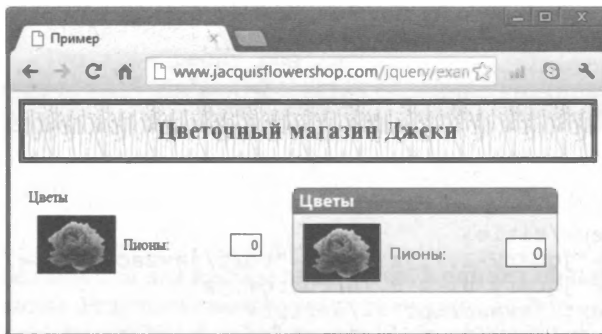 Пример
www.jacquisflowershop.com/jquery/exan
Цветочный магазин Джеки
Цветы
Пионы: 0
Цветы
Пионы: 0